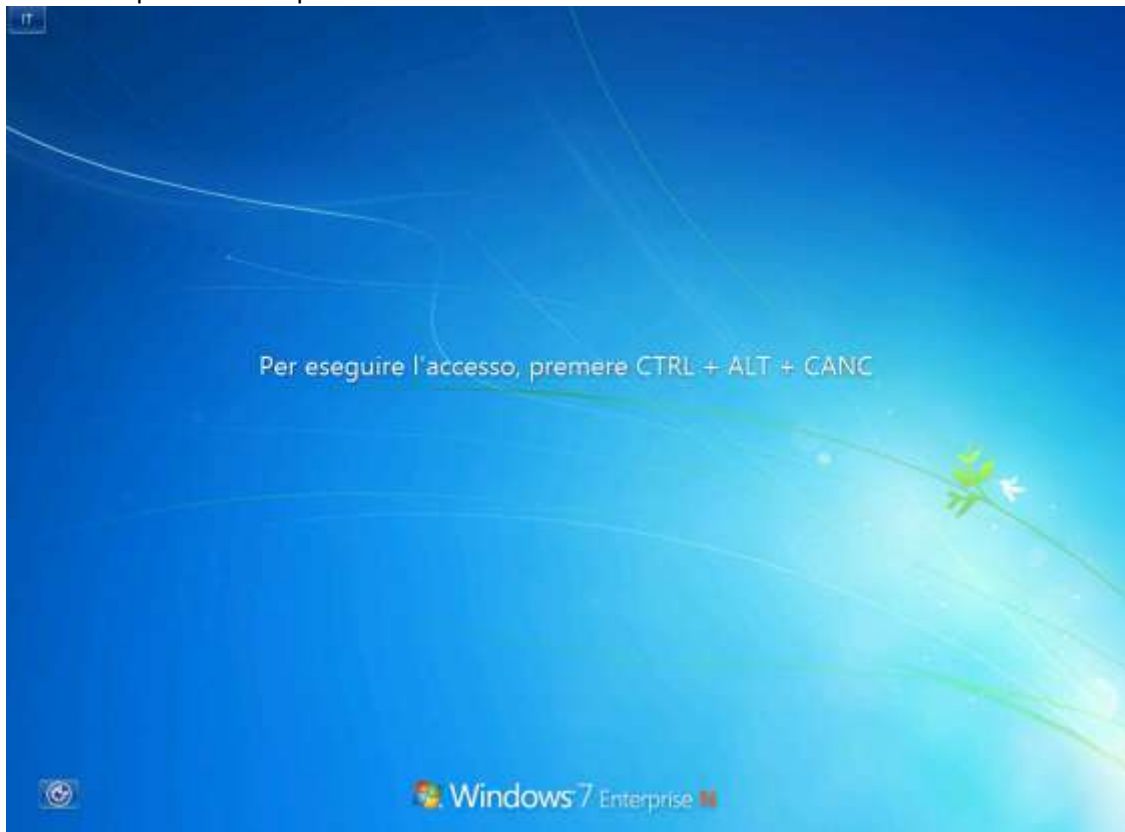 IT
Per eseguire l'accesso, premere CTRL + ALT + CANC
Windows 7 Enterprise N